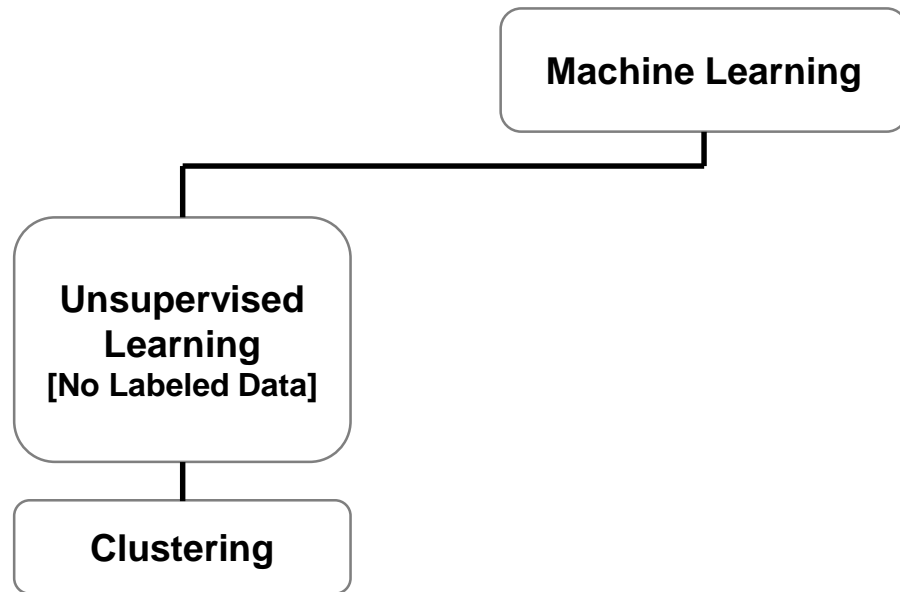 Machine Learning
Unsupervised
Learning
[No Labeled Data]
Clustering